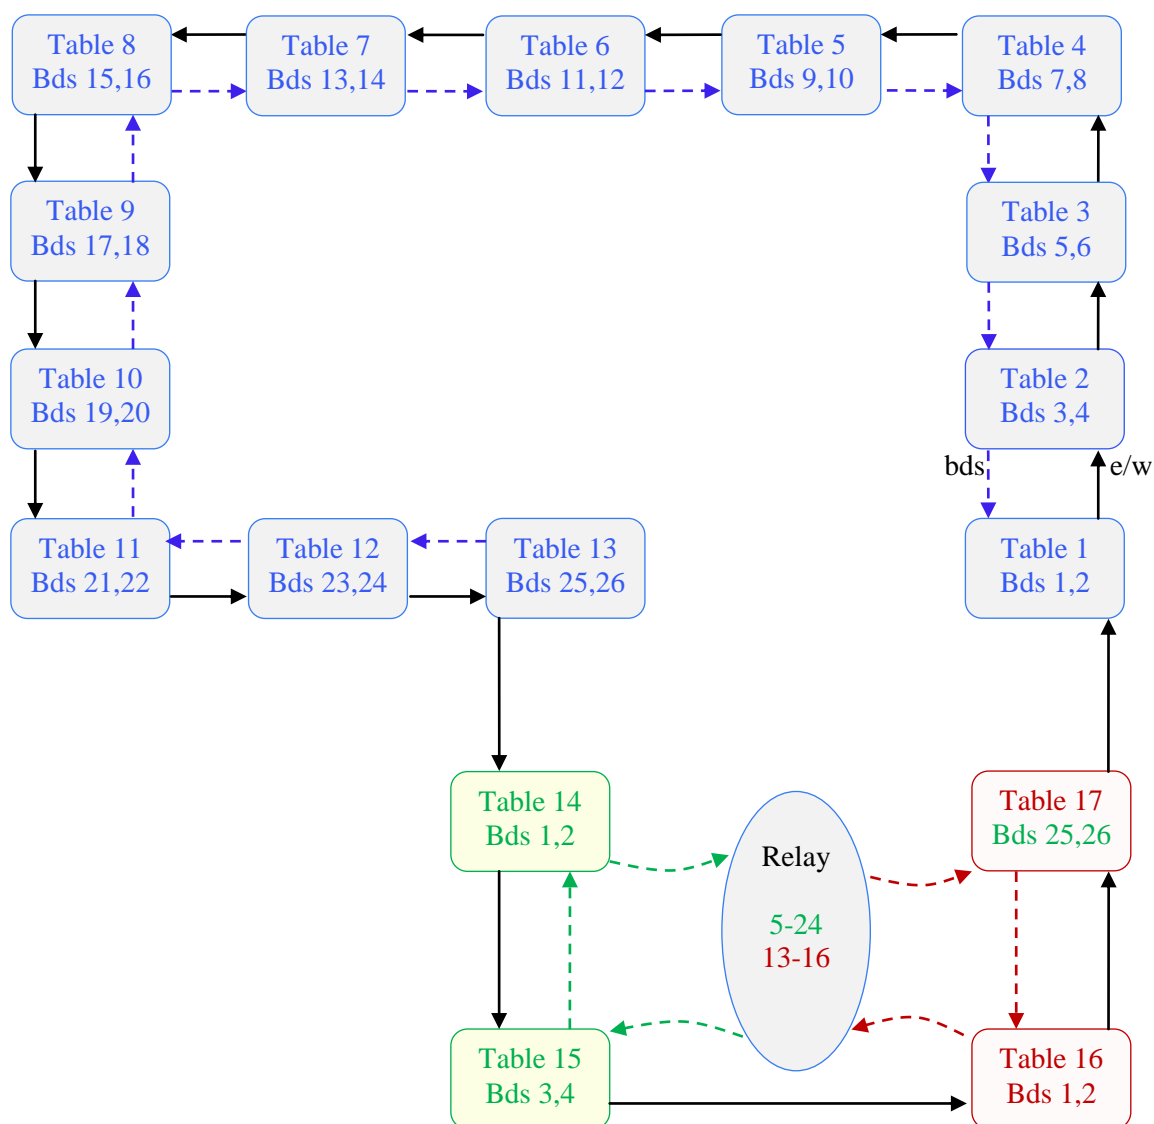 Table 8
Bds 15,16
Table 7
Bds 13,14
Table 6
Bds 11,12
Table 5
Bds 9,10
Table 4
Bds 7,8
Table 9
Bds 17,18
Table 3
Bds 5,6
Table 10
Bds 19,20
Table 2
Bds 3,4
bds
e/w
Table 11
Bds 21,22
Table 12
Bds 23,24
Table 13
Bds 25,26
Table 1
Bds 1,2
Table 14
Bds 1,2
Relay
5-24
13-16
Table 17
Bds 25,26
Table 15
Bds 3,4
Table 16
Bds 1,2